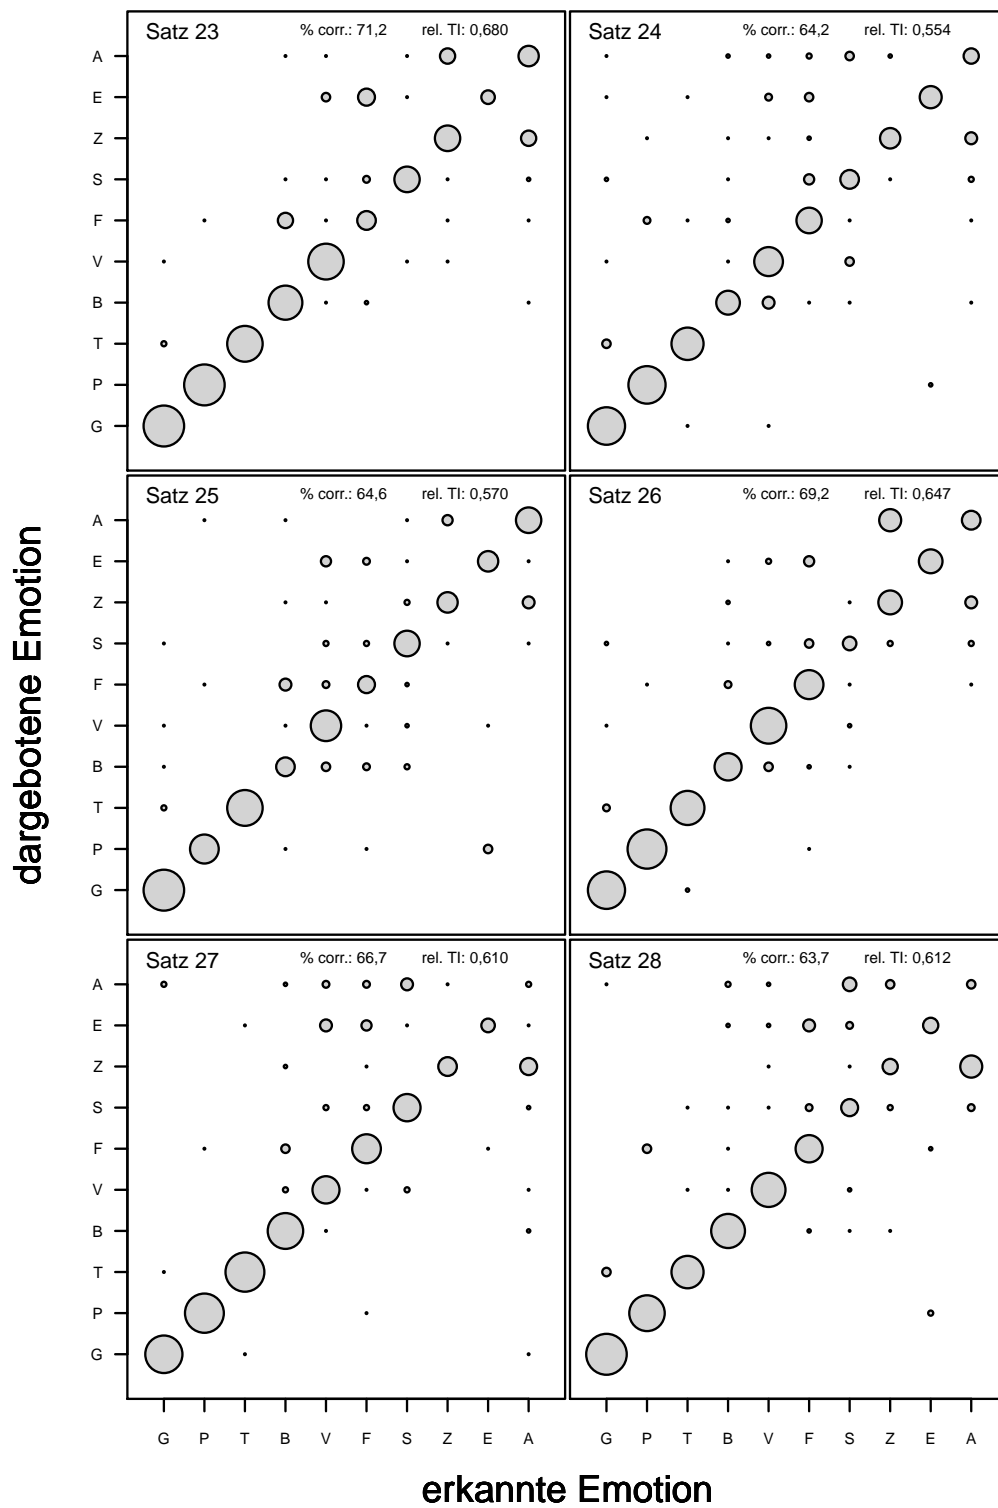 Satz 23 % corr.: 71,2 rel. TI: 0,680
Satz 24 % corr.: 64,2 rel. TI: 0,554
A
E
Z
S
F
V
B
T
P
G
Satz 25 % corr.: 64,6 rel. TI: 0,570
Satz 26 % corr.: 69,2 rel. TI: 0,647
A
E
Z
S
F
V
B
T
P
G
dargebotene Emotion
Satz 27 % corr.: 66,7 rel. TI: 0,610
Satz 28 % corr.: 63,7 rel. TI: 0,612
A
E
Z
S
F
V
B
T
P
G
G P T B V F S Z E A
G P T B V F S Z E A
erkannte Emotion